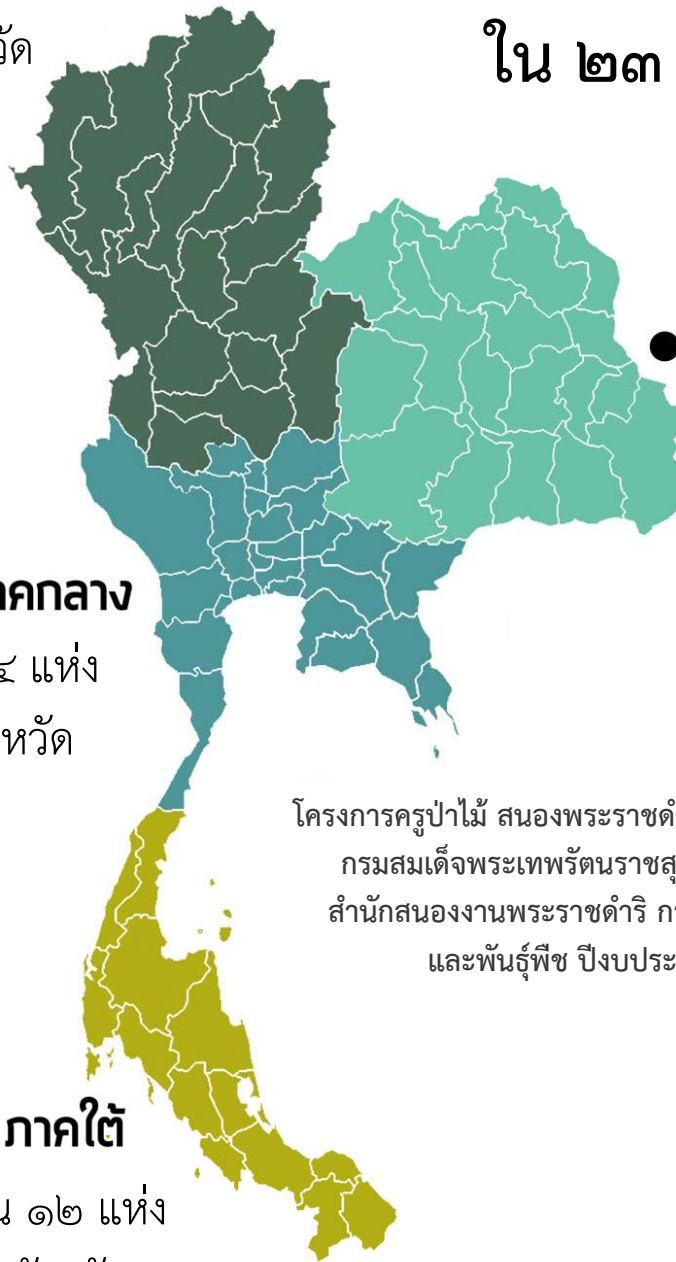 วัด
ใน ๒๓
าคกลาง
๔ แห่ง
หวัด
โครงการครูป่าไม้ สนองพระราชดำ
กรมสมเด็จพระเทพรัตนราชสุ
สำนักสนองงานพระราชดำริ กร
และพันธุ์พืช ปีงบประ
ภาคใต้
น ๑๒ แห่ง